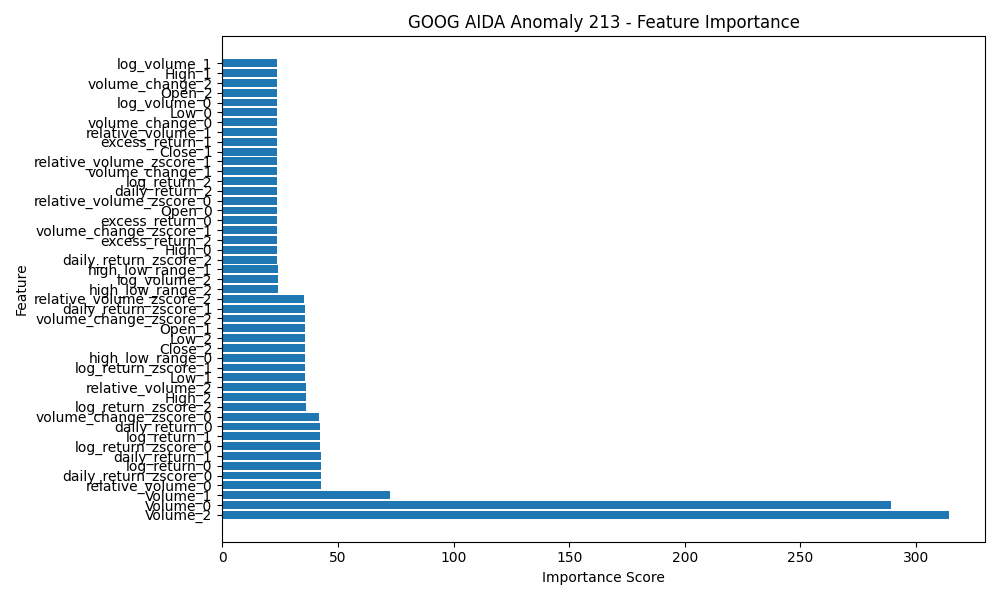 GOOG AIDA Anomaly 213 - Feature Importance
log_volume_1
High_1
volume_change_2
Open_2
log_volume_0
Low_0
volume_change_0
relative_volume_1
excess_return_1
Close_1
relative_volume_zscore_1
volume_change_1
log_return_2
daily_return_2
relative_volume_zscore_0
Open_0
excess_return_0
volume_change_zscore_1
excess_return_2
High_0
daily_return_zscore_2
high_low_range_1
log_volume_2
high_low_range_2
relative_volume_zscore_2
daily_return_zscore_1
volume_change_zscore_2
Open_1
Low_2
Close_2
high_low_range_0
log_return_zscore_1
Low_1
relative_volume_2
High_2
log_return_zscore_2
volume_change_zscore_0
daily_return_0
log_return_1
log_return_zscore_0
daily_return_1
log_return_0
daily_return_zscore_0
relative_volume_0
Volume_1
Volume_0
Volume_2
Feature
0 50 100 150 200 250 300
Importance Score